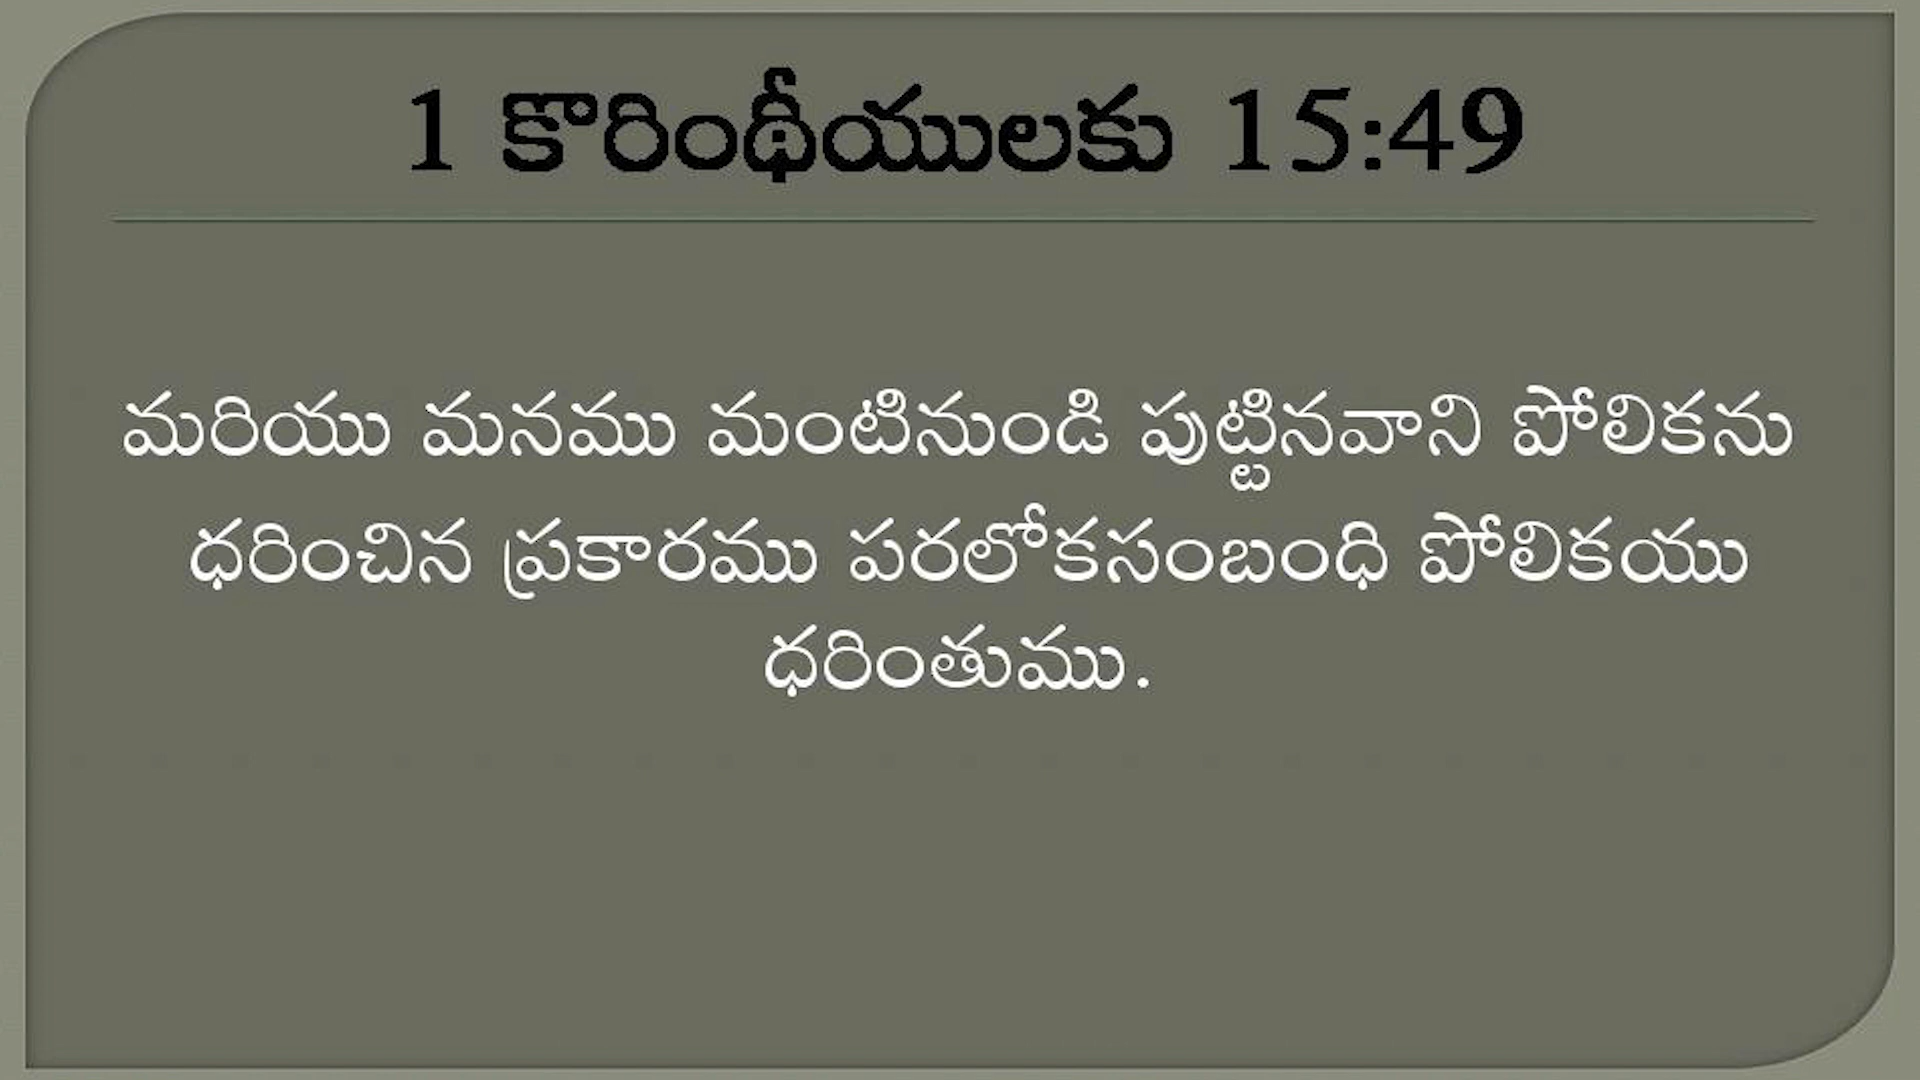 1 కొరింథీయులకు 15:49
మరియు మనము మంటినుండి పుట్టినవాని పోలికను
ధరించిన ప్రకారము పరలోకసంబంధి పోలికయు
ధరింతుము.